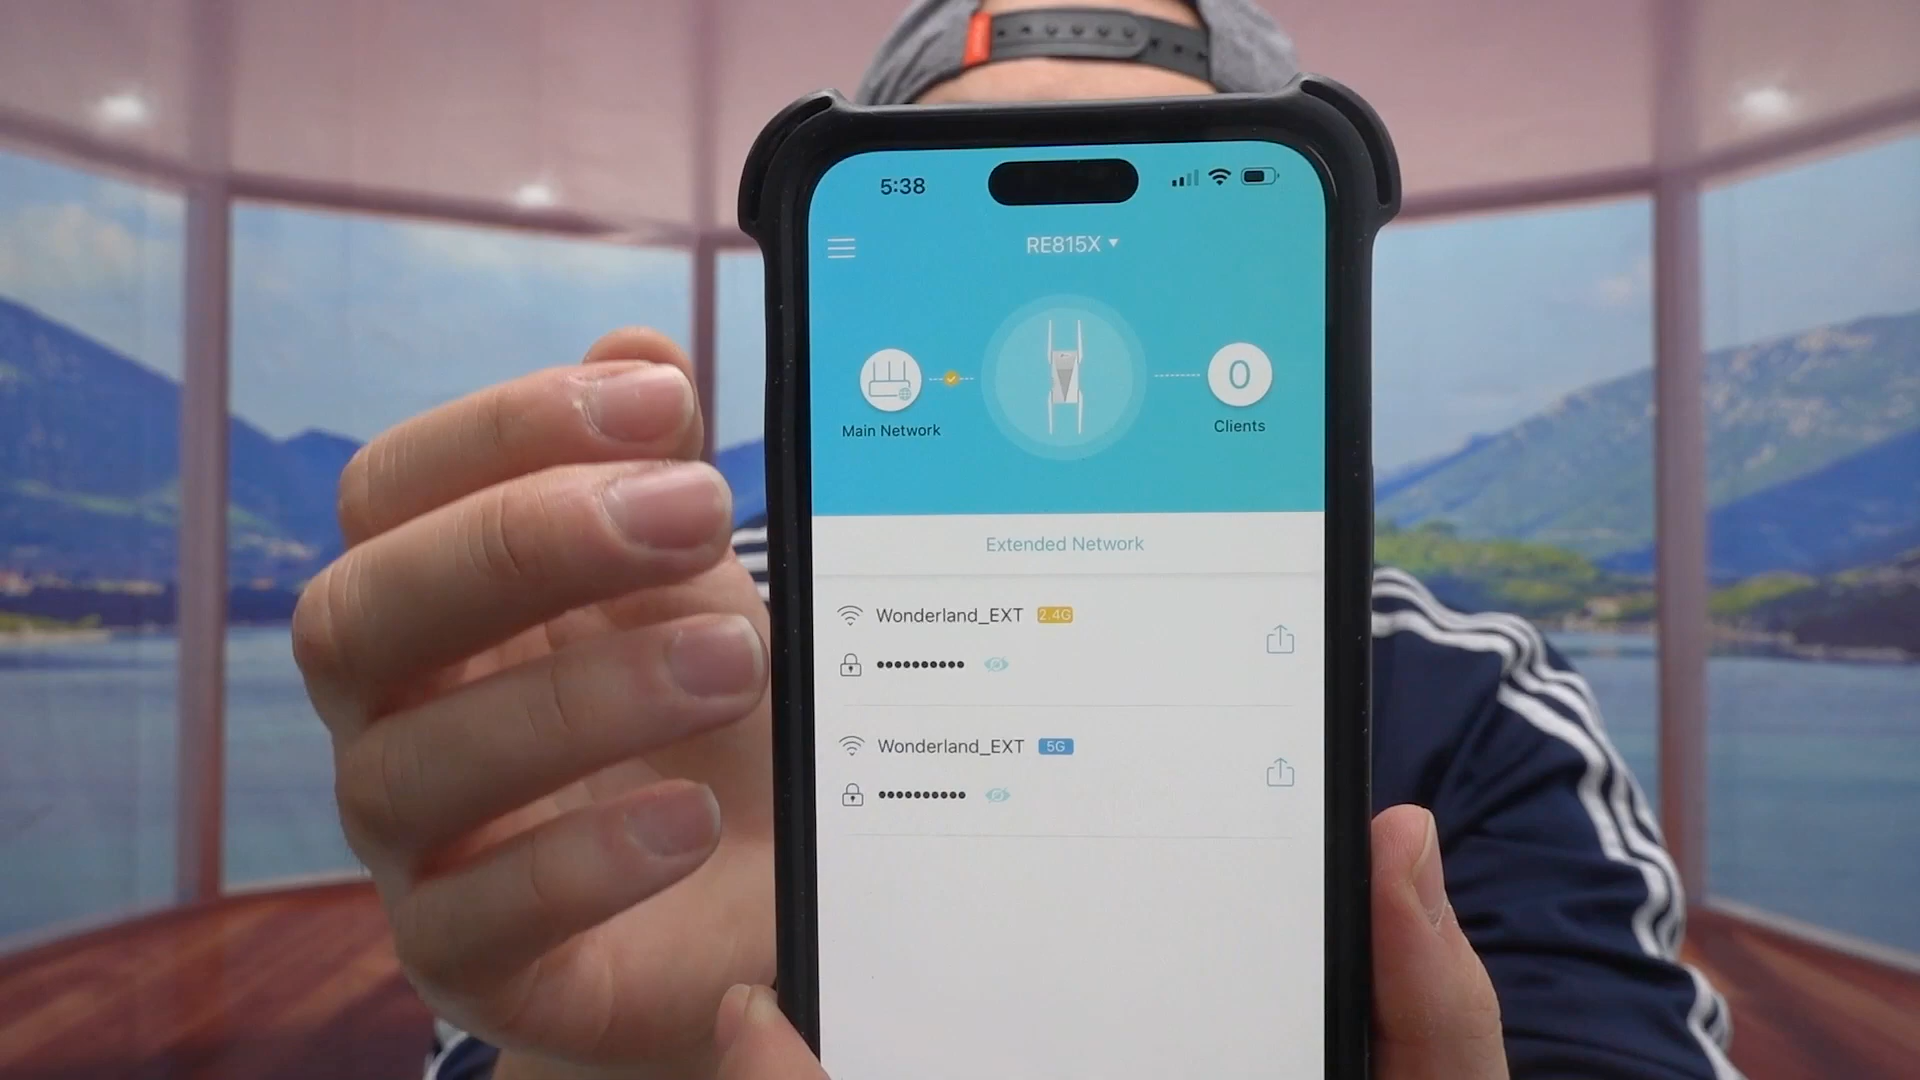 5:38
RE815X
0
Main Network
Clients
Extended Network
Wonderland_EXT 2.4G
••••••••••
Wonderland_EXT 5G
••••••••••